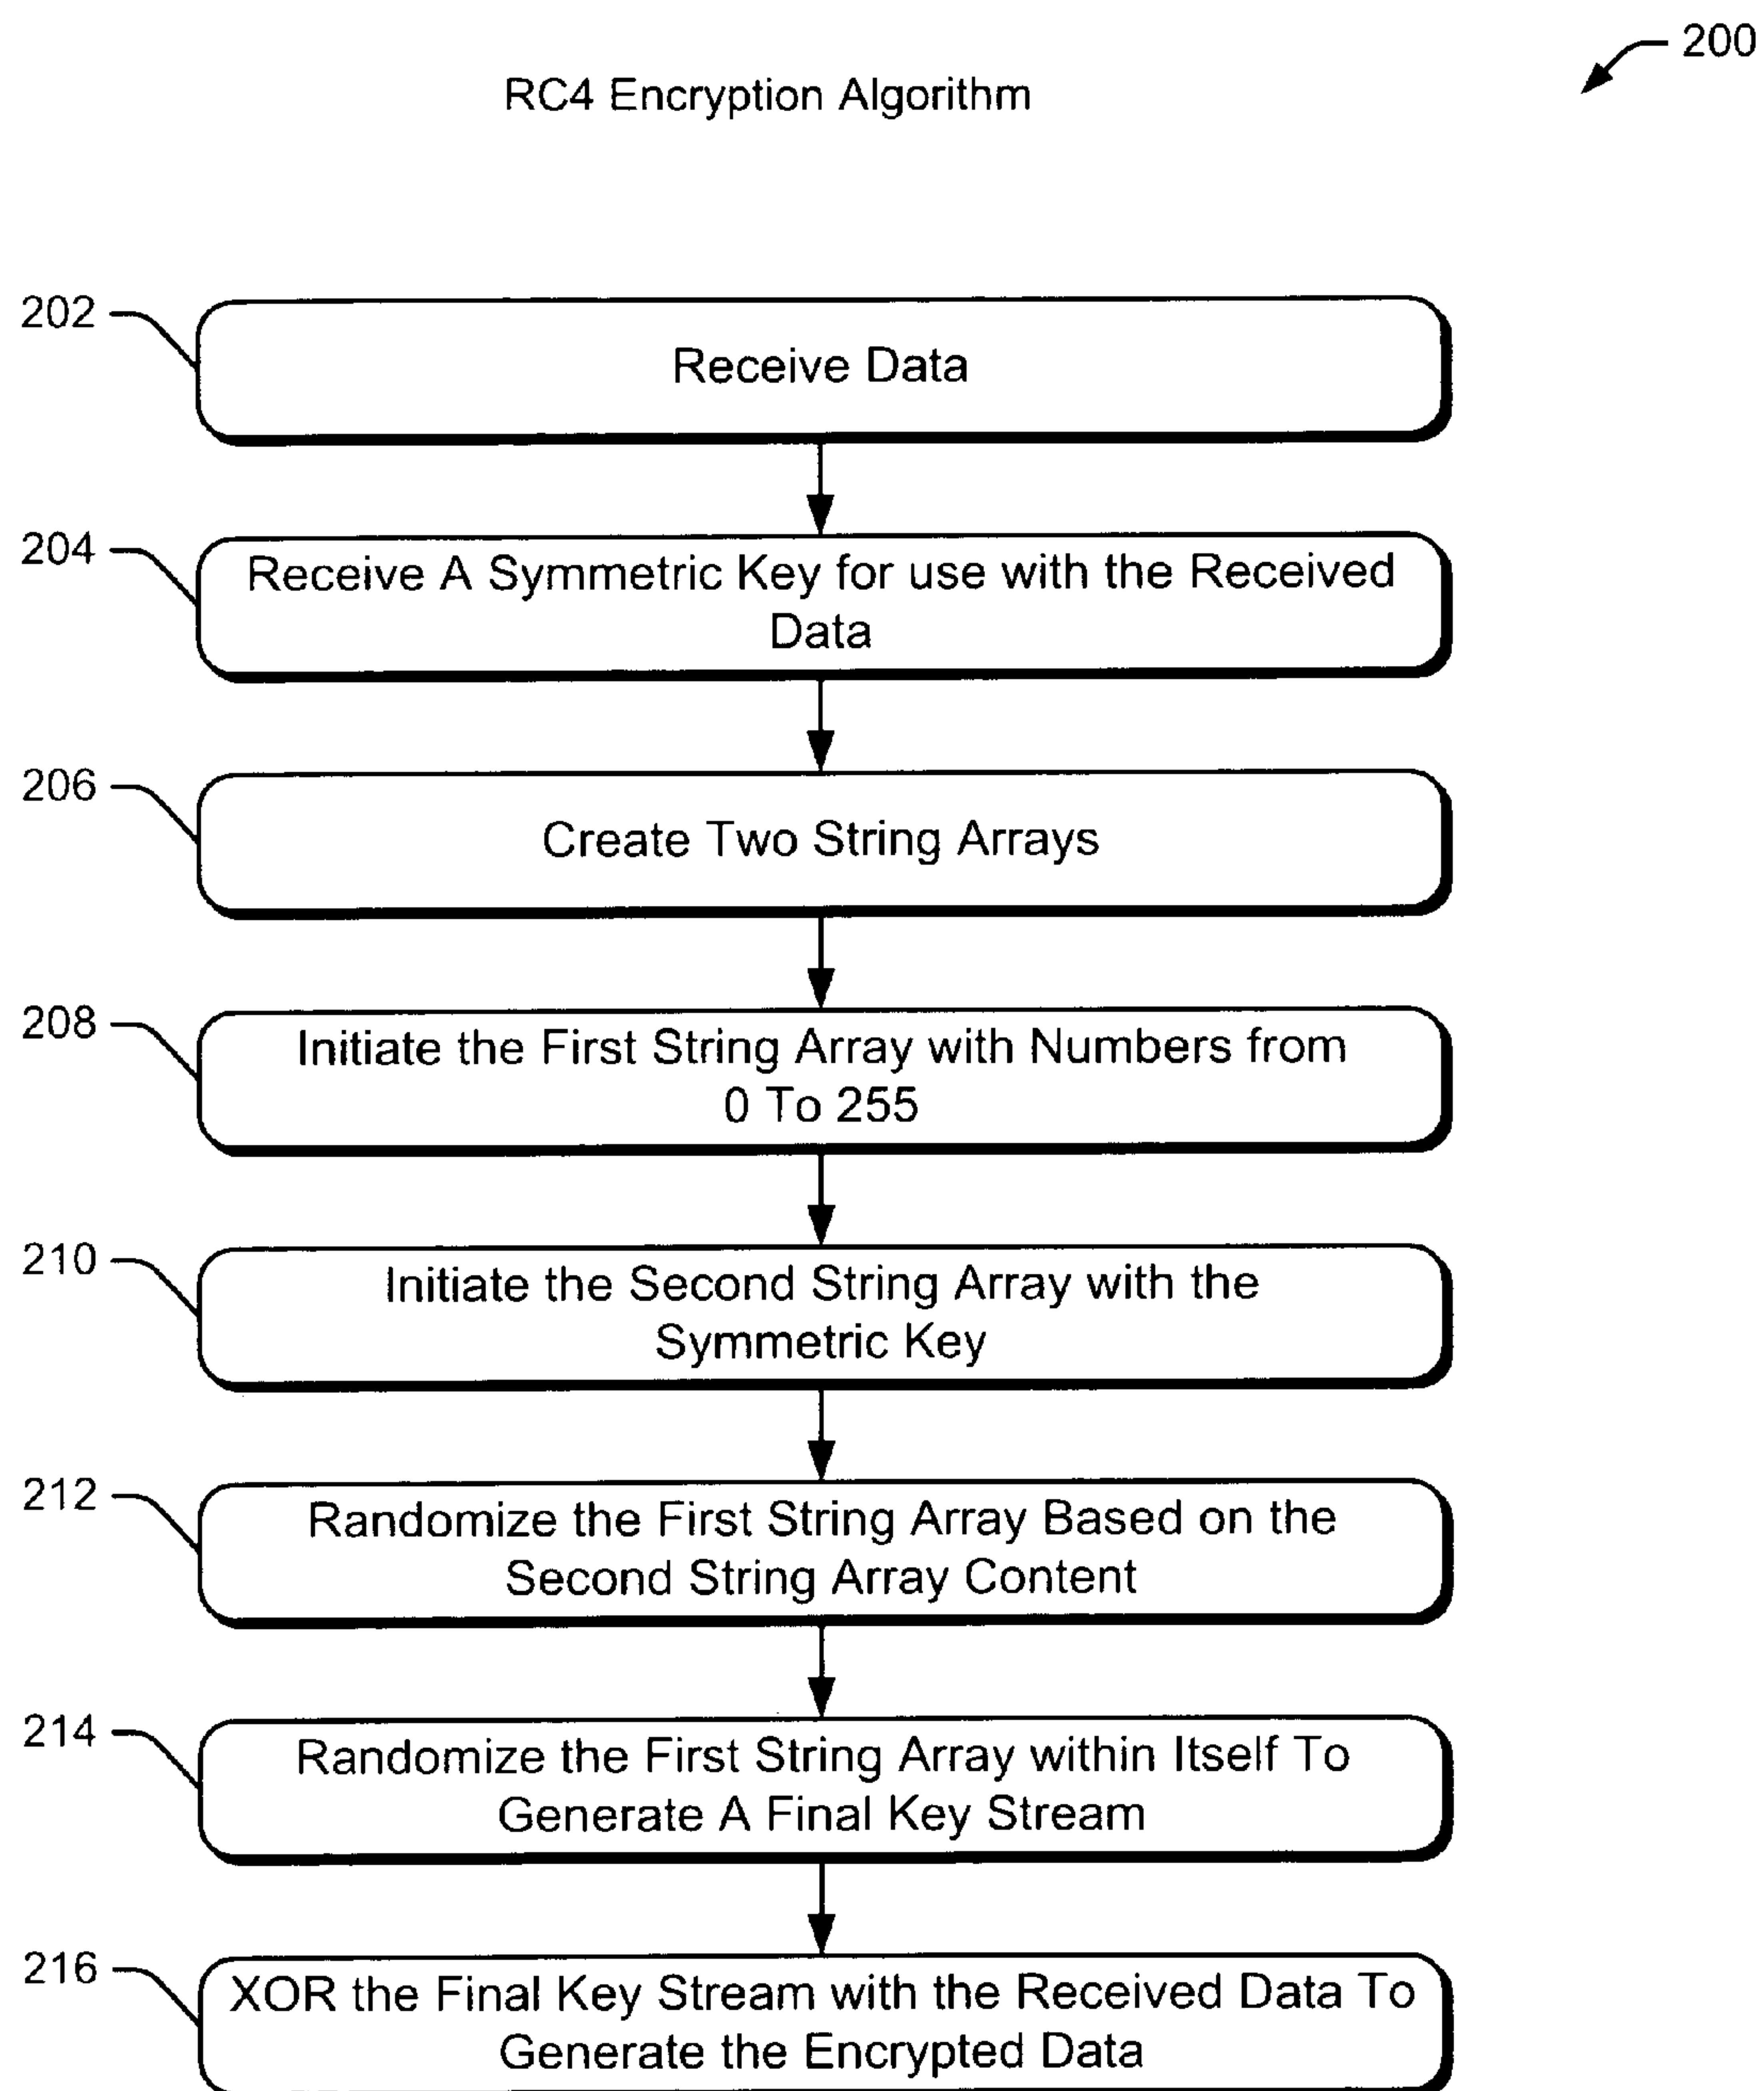 200
RC4 Encryption Algorithm
202
Receive Data
204
Receive A Symmetric Key for use with the Received
Data
206
Create Two String Arrays
208
Initiate the First String Array with Numbers from
0 To 255
210
Initiate the Second String Array with the
Symmetric Key
212
Randomize the First String Array Based on the
Second String Array Content
214
Randomize the First String Array within Itself To
Generate A Final Key Stream
216
XOR the Final Key Stream with the Received Data To
Generate the Encrypted Data